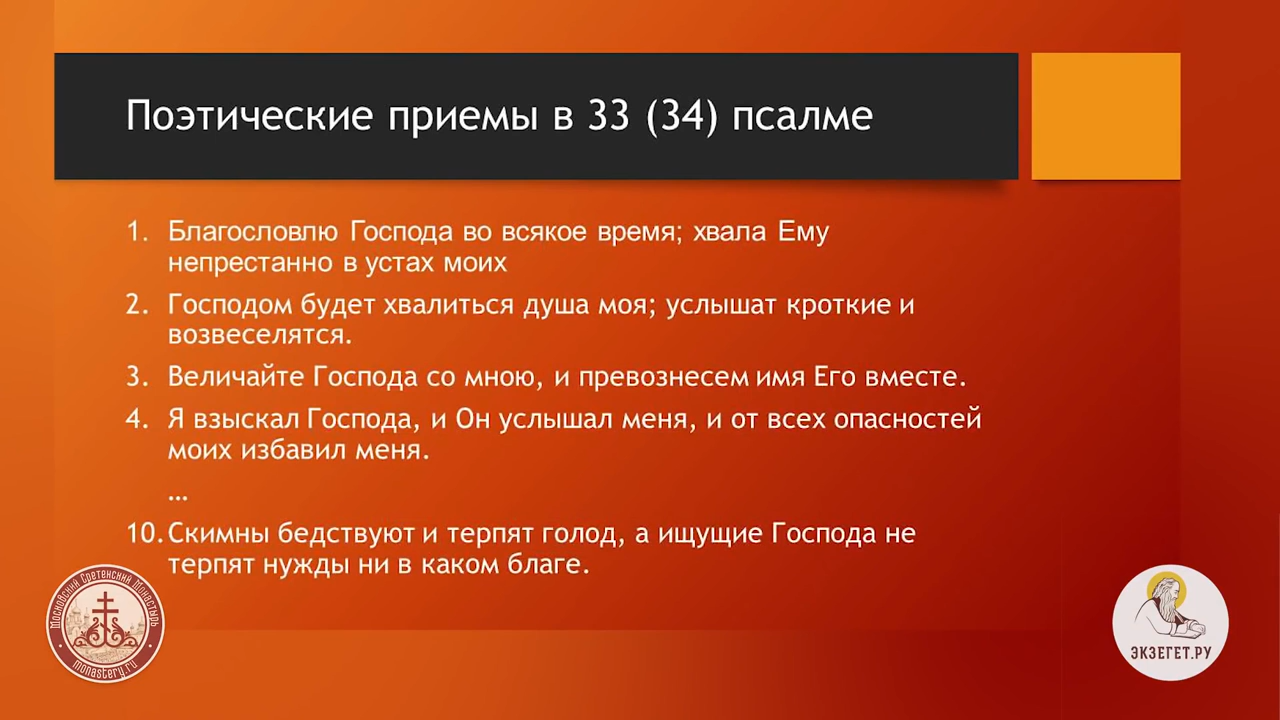 Поэтические приемы в 33 (34) псалме
1. Благословлю Господа во всякое время; хвала Ему
непрестанно в устах моих
2. Господом будет хвалиться душа моя; услышат кроткие и
возвеселятся.
3. Величайте Господа со мною, и превознесем имя Его вместе.
4. Я взыскал Господа, и Он услышал меня, и от всех опасностей
моих избавил меня.
…
10. Скимны бедствуют и терпят голод, а ищущие Господа не
терпят нужды ни в каком благе.
Московский Сретенский Монастырь
monastery.ru
ЭКЗЕГЕТ.РУ